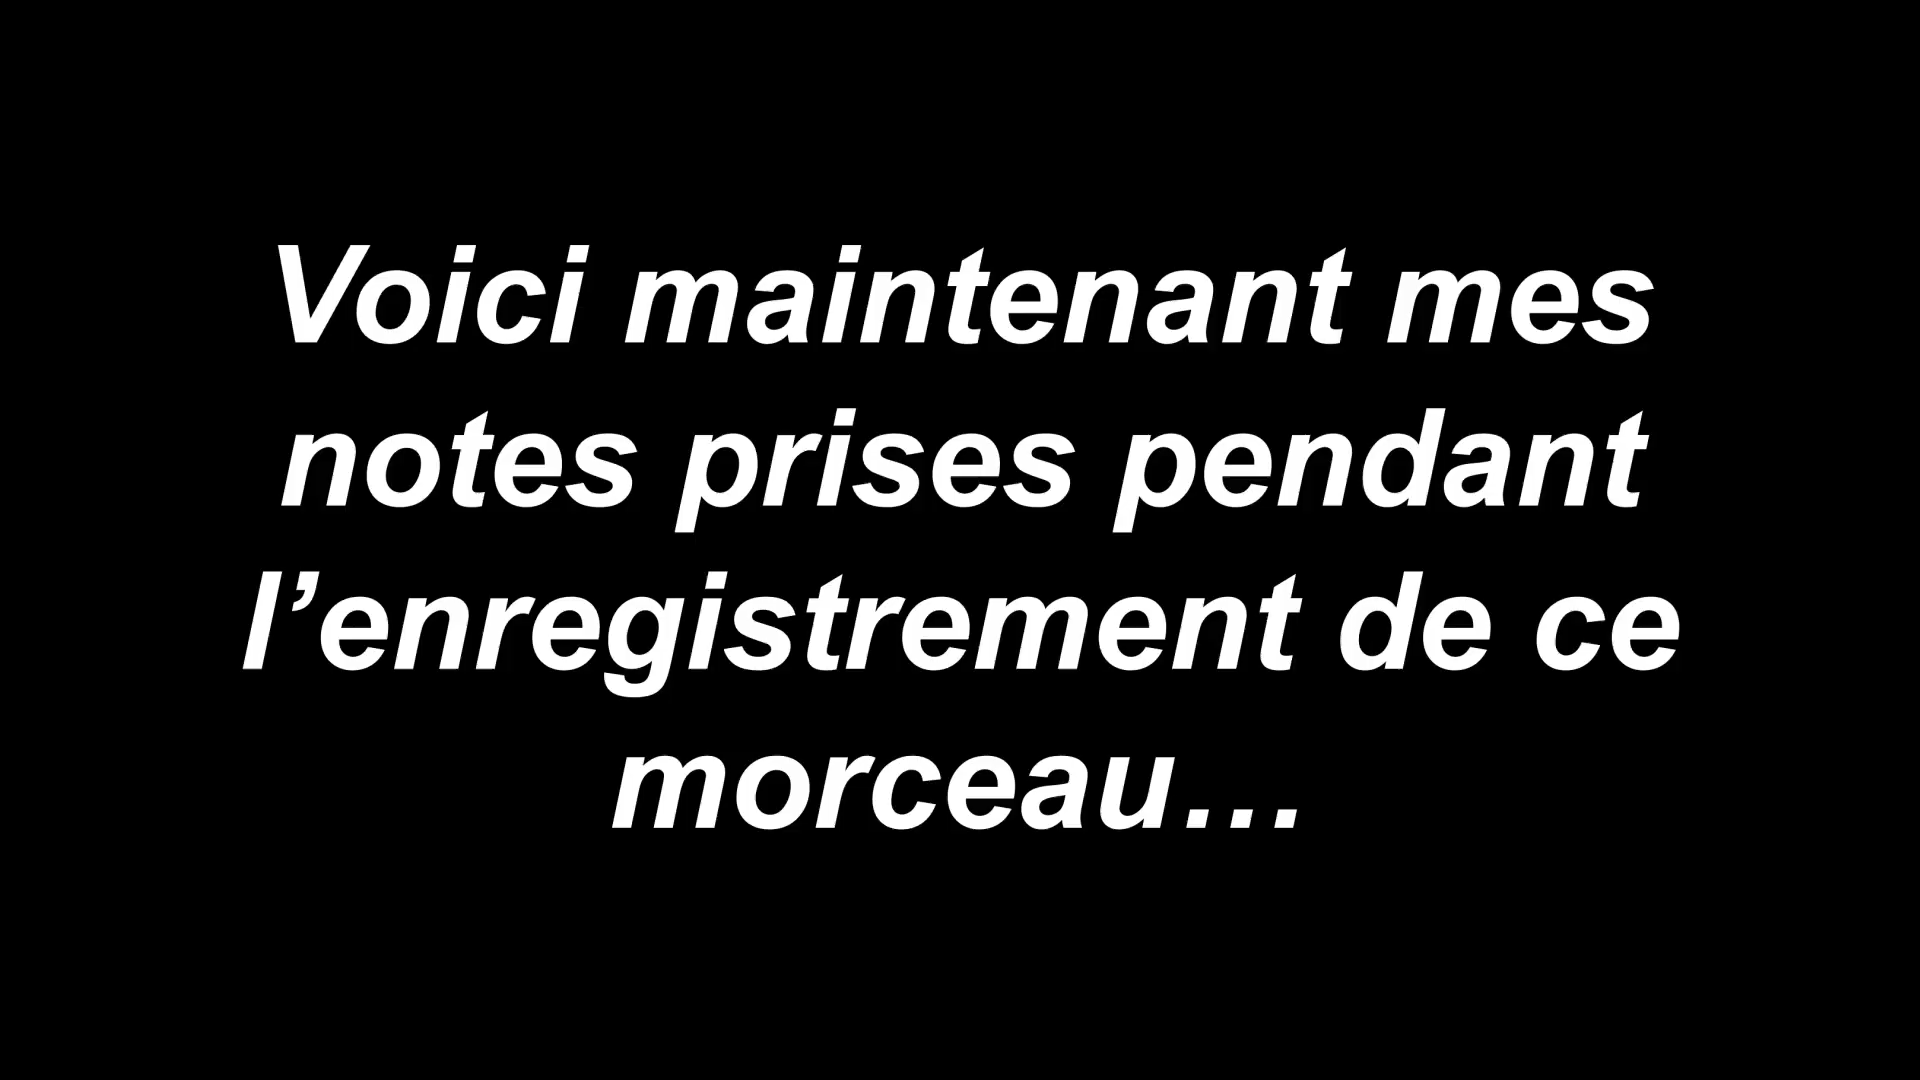 Voici maintenant mes
notes prises pendant
l’enregistrement de ce
morceau…